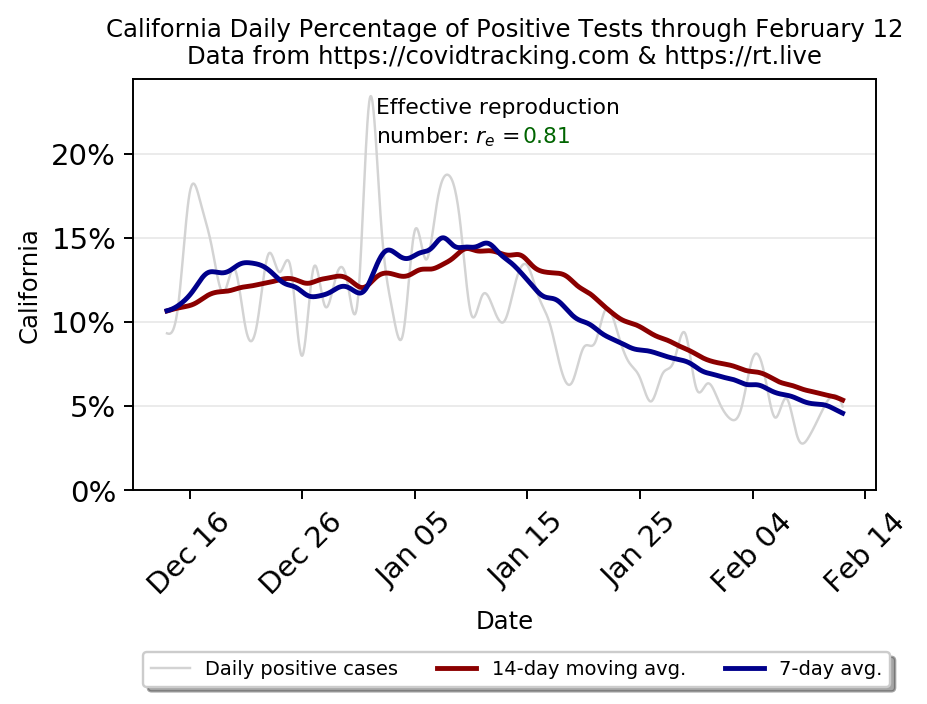 California Daily Percentage of Positive Tests through February 12
Data from https://covidtracking.com & https://rt.live
Effective reproduction
number: rₑ =0.81
20%
15%
10%
5%
0%
California
Dec 16
Dec 26
Jan 05
Jan 15
Jan 25
Feb 04
Feb 14
Date
Daily positive cases
14-day moving avg.
7-day avg.